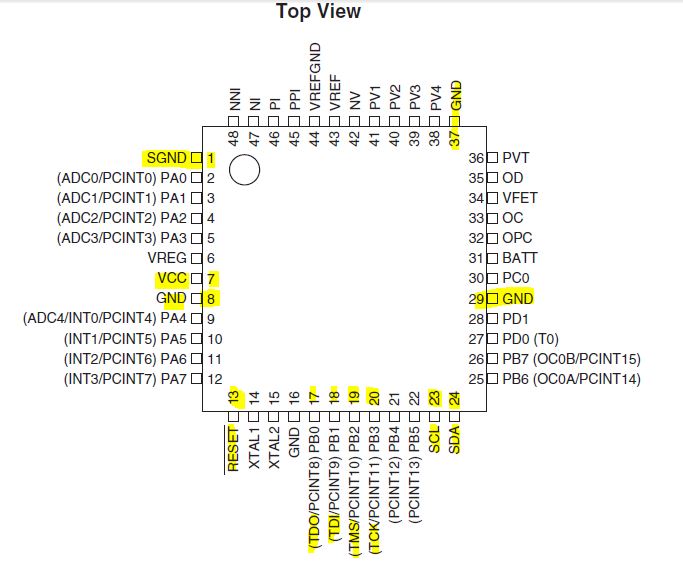 Top View
NNI
NI
PI
PPI
VREFGND
VREF
NV
PV1
PV2
PV3
PV4
GND
48
47
46
45
44
43
42
41
40
39
38
37
SGND 1
(ADC0/PCINT0) PA0 2
(ADC1/PCINT1) PA1 3
(ADC2/PCINT2) PA2 4
(ADC3/PCINT3) PA3 5
VREG 6
VCC 7
GND 8
(ADC4/INT0/PCINT4) PA4 9
(INT1/PCINT5) PA5 10
(INT2/PCINT6) PA6 11
(INT3/PCINT7) PA7 12
36 PVT
35 OD
34 VFET
33 OC
32 OPC
31 BATT
30 PC0
29 GND
28 PD1
27 PD0 (T0)
26 PB7 (OC0B/PCINT15)
25 PB6 (OC0A/PCINT14)
13
14
15
16
17
18
19
20
21
22
23
24
RESET
XTAL1
XTAL2
GND
(TDO/PCINT8) PB0
(TDI/PCINT9) PB1
(TMS/PCINT10) PB2
(TCK/PCINT11) PB3
(PCINT12) PB4
(PCINT13) PB5
SCL
SDA